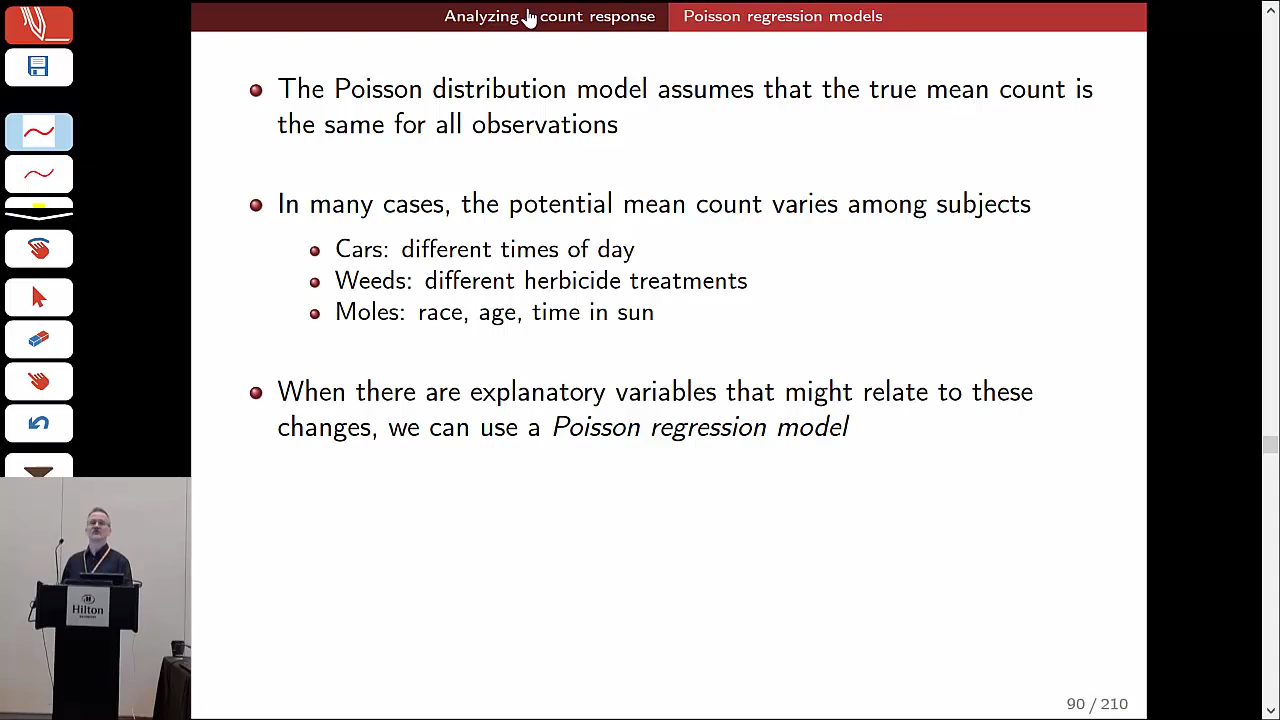 Analyzing count response Poisson regression models
The Poisson distribution model assumes that the true mean count is
the same for all observations
In many cases, the potential mean count varies among subjects
Cars: different times of day
Weeds: different herbicide treatments
Moles: race, age, time in sun
When there are explanatory variables that might relate to these
changes, we can use a Poisson regression model
Hilton
90 / 210